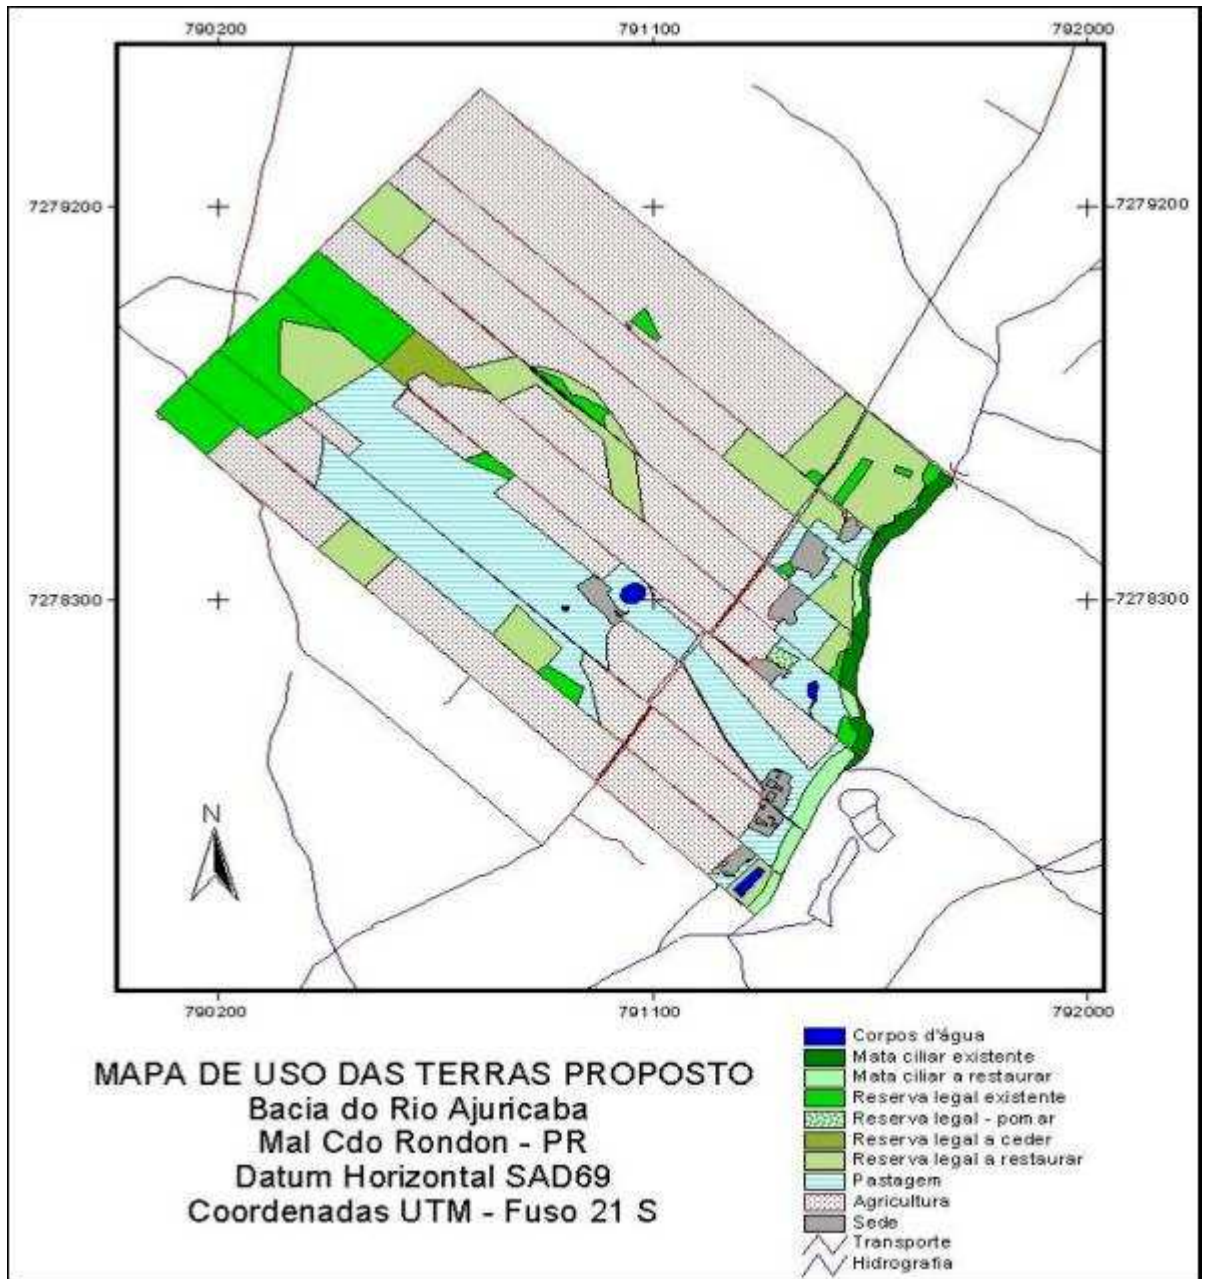 790200 791100 792000
7279200 7279200
7278300 7278300
N
790200 791100 792000
MAPA DE USO DAS TERRAS PROPOSTO
Bacia do Rio Ajuricaba
Mal Cdo Rondon - PR
Datum Horizontal SAD69
Coordenadas UTM - Fuso 21 S
Corpos d'água
Mata ciliar existente
Mata ciliar a restaurar
Reserva legal existente
Reserva legal - pomar
Reserva legal a ceder
Reserva legal a restaurar
Pastagem
Agricultura
Sede
Transporte
Hidrografia